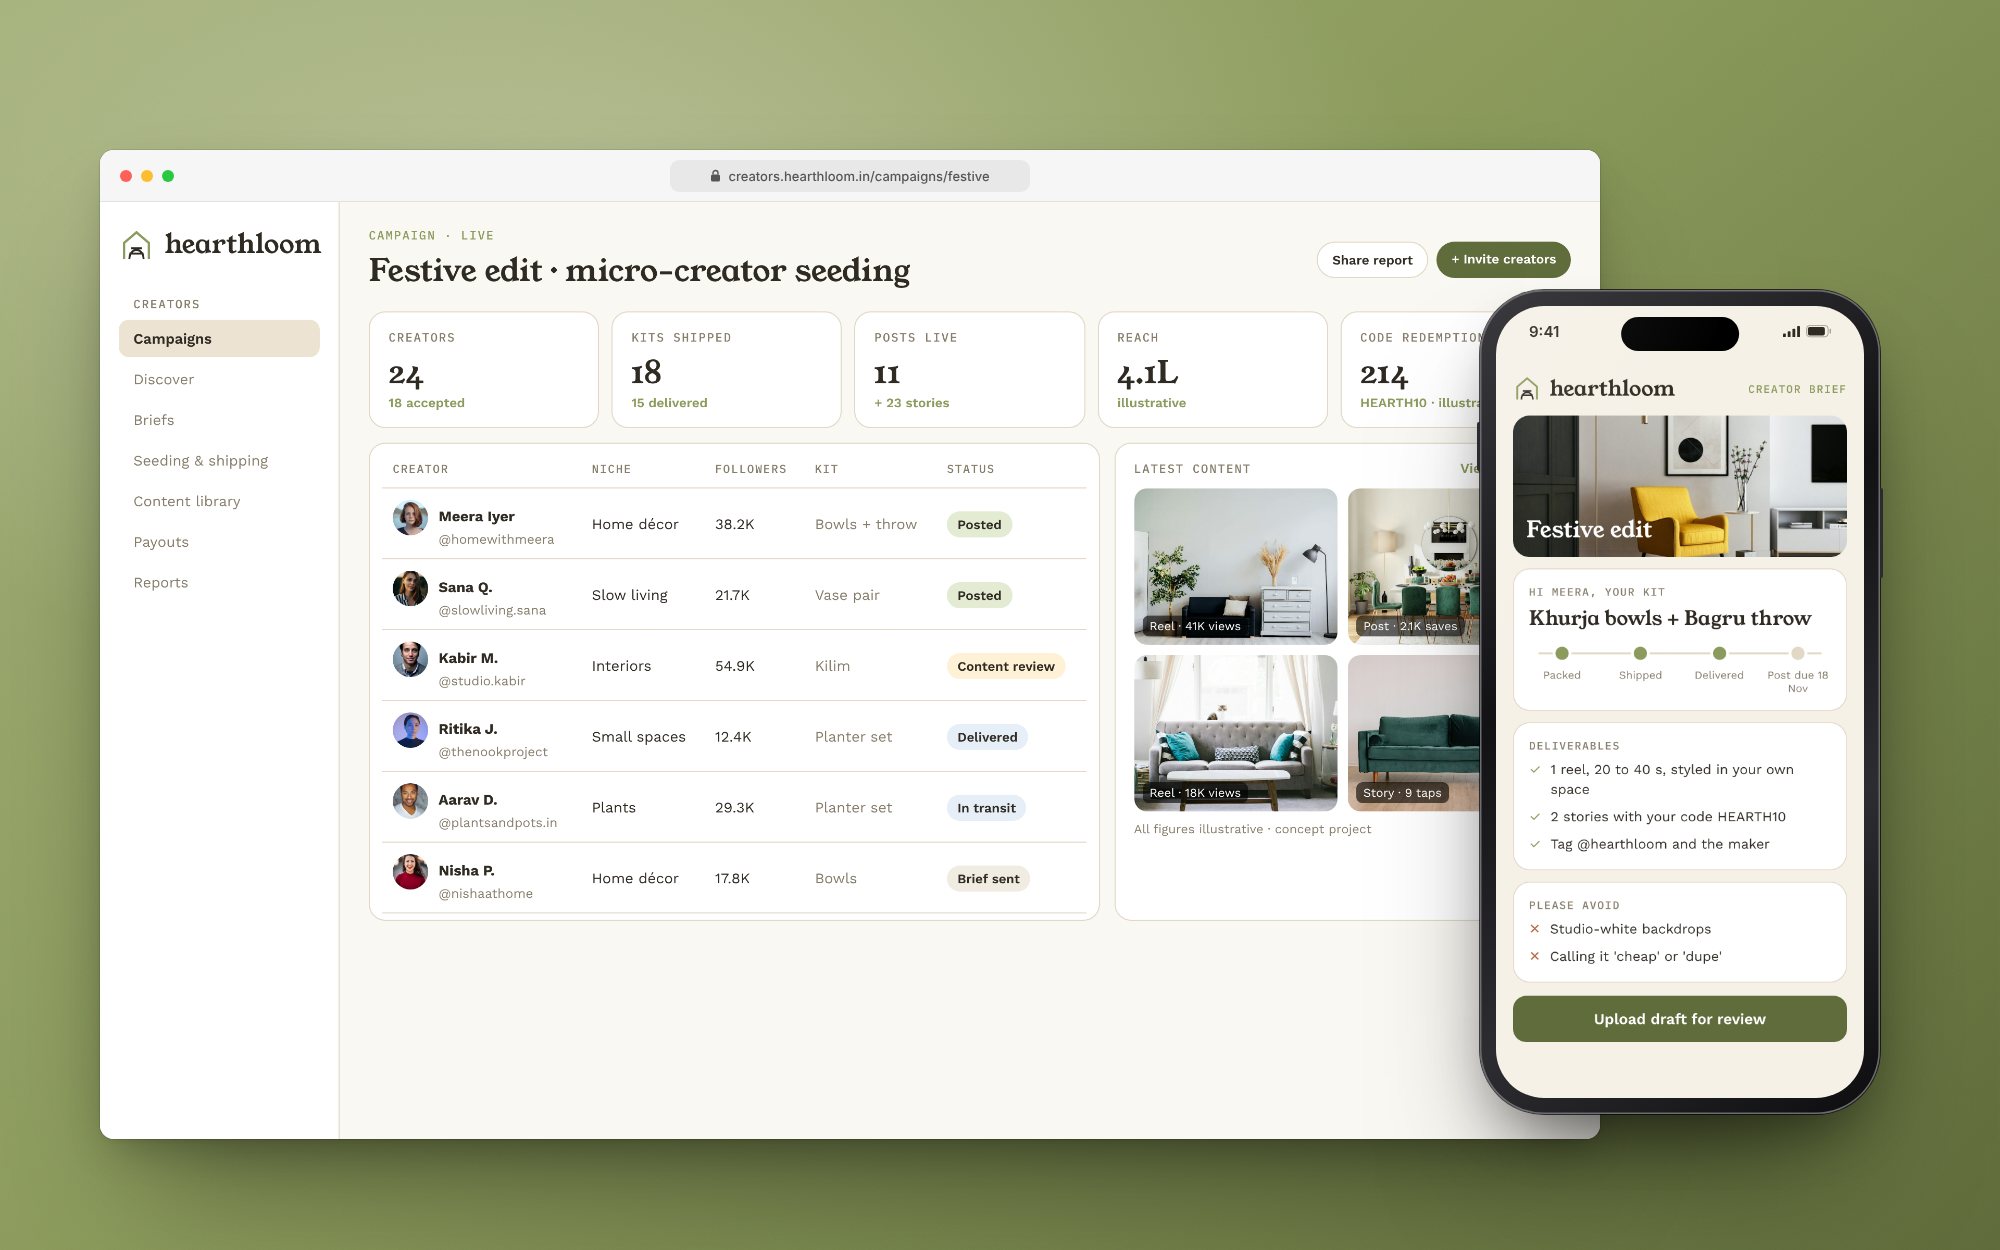 creators.hearthloom.in/campaigns/festive
hearthloom
CREATORS
Campaigns
Discover
Briefs
Seeding & shipping
Content library
Payouts
Reports
CAMPAIGN · LIVE
Festive edit · micro-creator seeding
Share report
+ Invite creators
CREATORS
24
18 accepted
KITS SHIPPED
18
15 delivered
POSTS LIVE
11
+ 23 stories
REACH
4.1L
illustrative
CODE REDEMPTION
214
HEARTH10 · illustra
CREATOR NICHE FOLLOWERS KIT STATUS
Meera Iyer
@homewithmeera
Home décor 38.2K Bowls + throw Posted
Sana Q.
@slowliving.sana
Slow living 21.7K Vase pair Posted
Kabir M.
@studio.kabir
Interiors 54.9K Kilim Content review
Ritika J.
@thenookproject
Small spaces 12.4K Planter set Delivered
Aarav D.
@plantsandpots.in
Plants 29.3K Planter set In transit
Nisha P.
@nishaathome
Home décor 17.8K Bowls Brief sent
LATEST CONTENT
Vie
Reel · 41K views
Post · 2.1K saves
Reel · 18K views
Story · 9 taps
All figures illustrative · concept project
9:41
hearthloom
CREATOR BRIEF
Festive edit
HI MEERA, YOUR KIT
Khurja bowls + Bagru throw
Packed
Shipped
Delivered
Post due 18
Nov
DELIVERABLES
✓ 1 reel, 20 to 40 s, styled in your own
space
✓ 2 stories with your code HEARTH10
✓ Tag @hearthloom and the maker
PLEASE AVOID
✕ Studio-white backdrops
✕ Calling it 'cheap' or 'dupe'
Upload draft for review